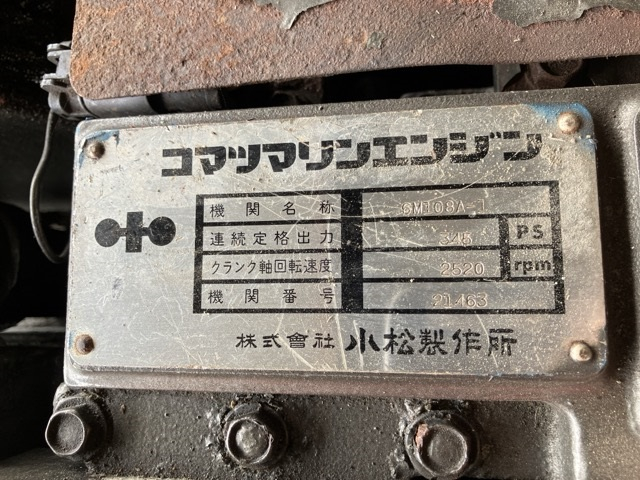 コマツマリンエンジン
機関名称 6M108A-1
連続定格出力 345 PS
クランク軸回転速度 2520 rpm
機関番号 21463
株式會社 小松製作所